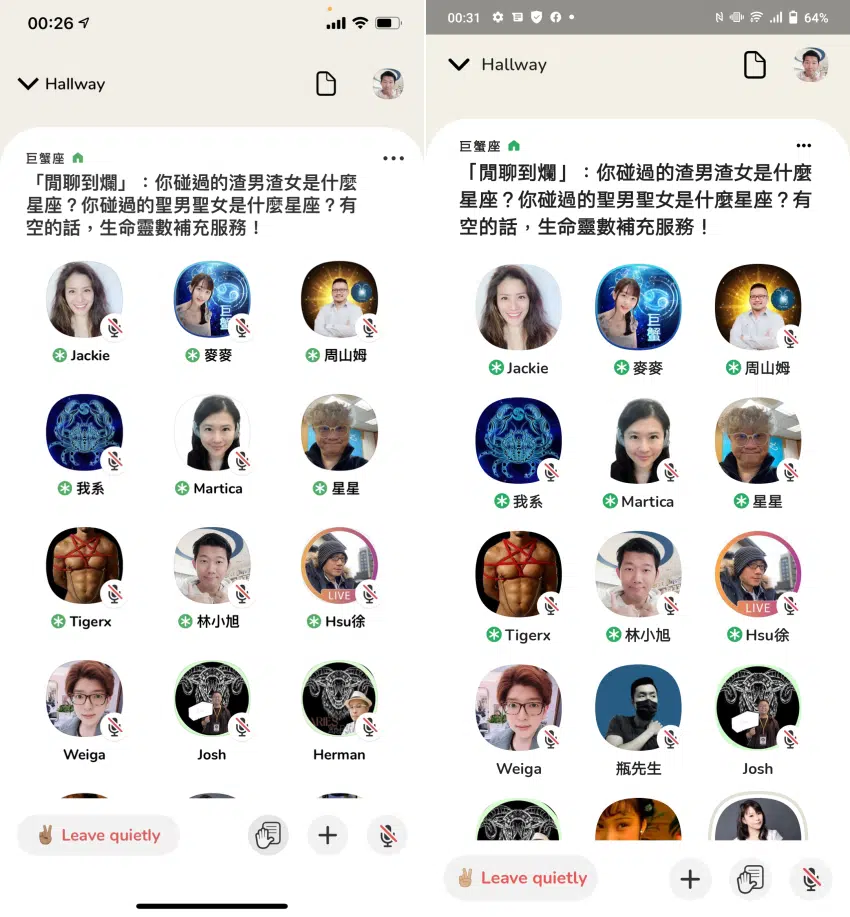 00:26
Hallway
巨蟹座
「閒聊到爛」：你碰過的渣男渣女是什麼
星座？你碰過的聖男聖女是什麼星座？有
空的話，生命靈數補充服務！
巨蟹
Jackie
麥麥
周山姆
我系
Martica
星星
LIVE
Tigerx
林小旭
Hsu徐
ARIES
Weiga
Josh
Herman
Leave quietly
00:31
64%
Hallway
巨蟹座
「閒聊到爛」：你碰過的渣男渣女是什麼
星座？你碰過的聖男聖女是什麼星座？有
空的話，生命靈數補充服務！
巨蟹
Jackie
麥麥
周山姆
我系
Martica
星星
LIVE
Tigerx
林小旭
Hsu徐
Weiga
瓶先生
Josh
Leave quietly